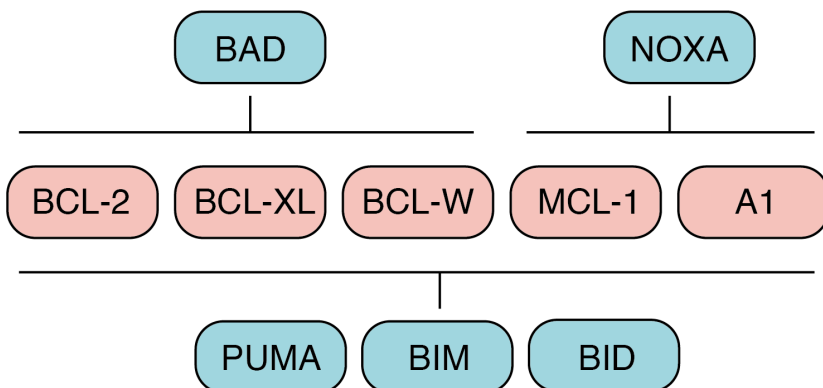 BAD NOXA
BCL-2 BCL-XL BCL-W MCL-1 A1
PUMA BIM BID